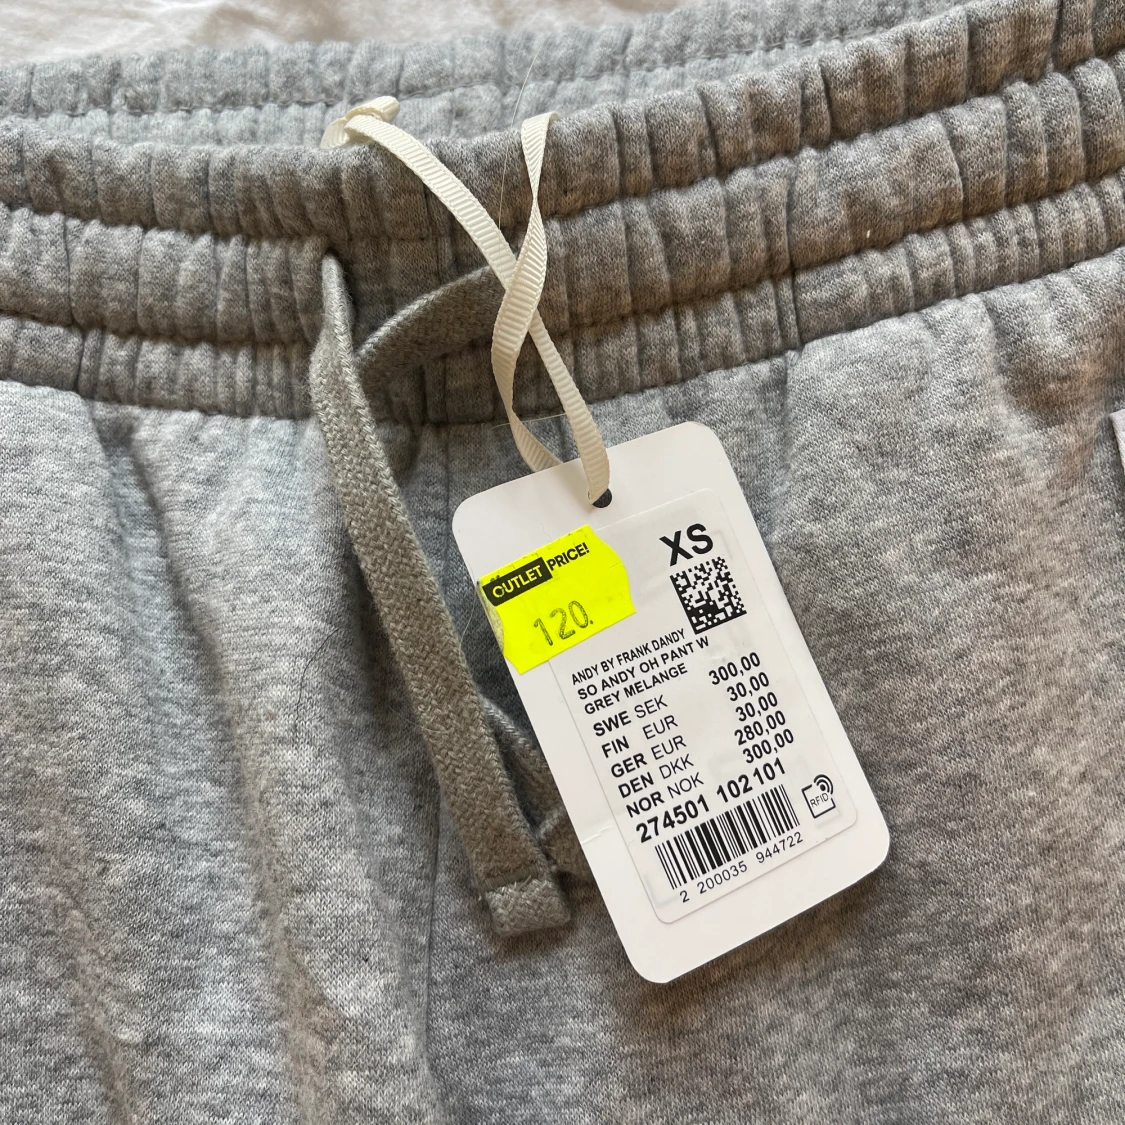 XS
OUTLET PRICE!
120.
ANDY BY FRANK DANDY
SO ANDY OH PANT W
GREY MELANGE
SWE SEK 300,00
FIN EUR 30,00
GER EUR 30,00
DEN DKK 280,00
NOR NOK 300,00
274501 102101
2 200035 944722
RFID